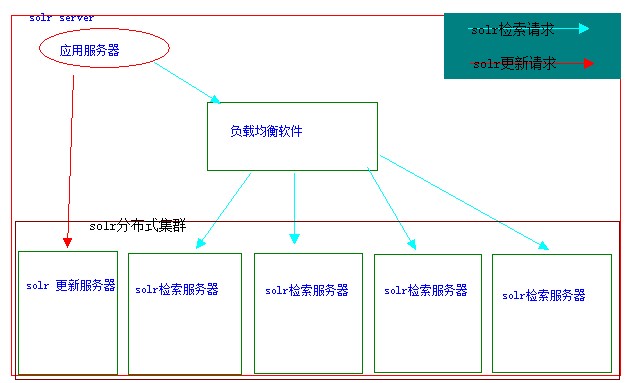 solr server
solr检索请求
应用服务器
solr更新请求
负载均衡软件
solr分布式集群
solr 更新服务器
solr检索服务器
solr检索服务器
solr检索服务器
solr检索服务器